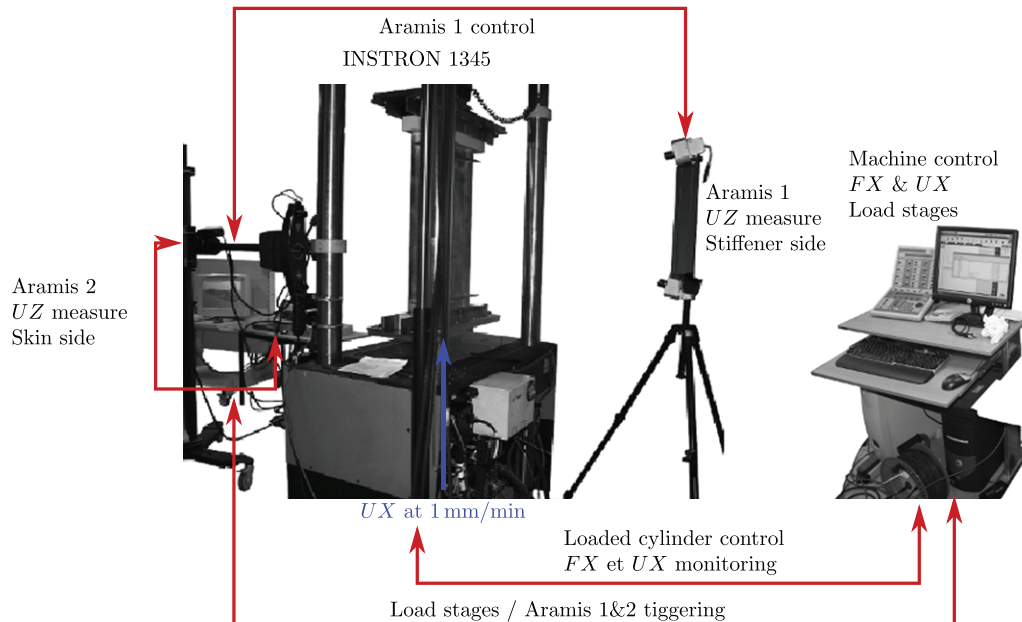 Aramis 1 control
INSTRON 1345
Machine control
FX & UX
Load stages
Aramis 1
UZ measure
Stiffener side
Aramis 2
UZ measure
Skin side
UX at 1 mm/min
Loaded cylinder control
FX et UX monitoring
Load stages / Aramis 1&2 tiggering